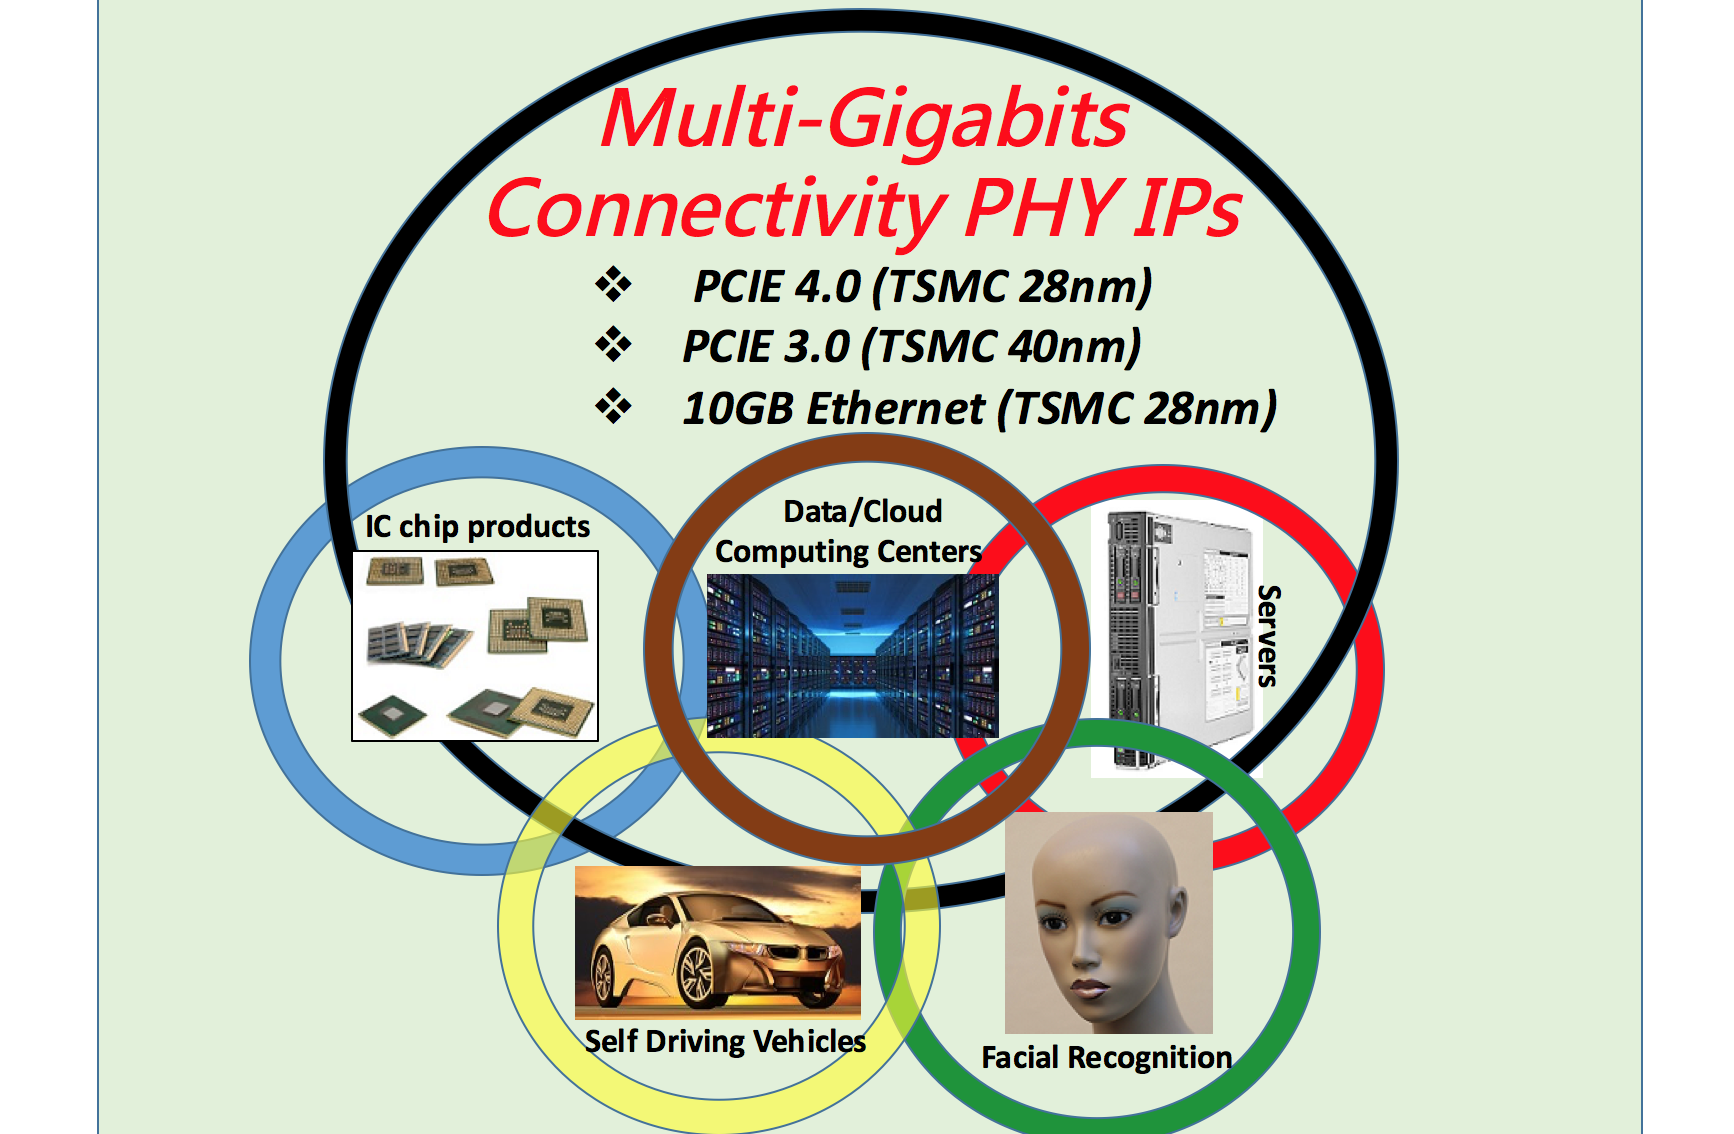 Multi-Gigabits
Connectivity PHY IPs
❖ PCIE 4.0 (TSMC 28nm)
❖ PCIE 3.0 (TSMC 40nm)
❖ 10GB Ethernet (TSMC 28nm)
IC chip products
Data/Cloud
Computing Centers
Servers
Self Driving Vehicles
Facial Recognition